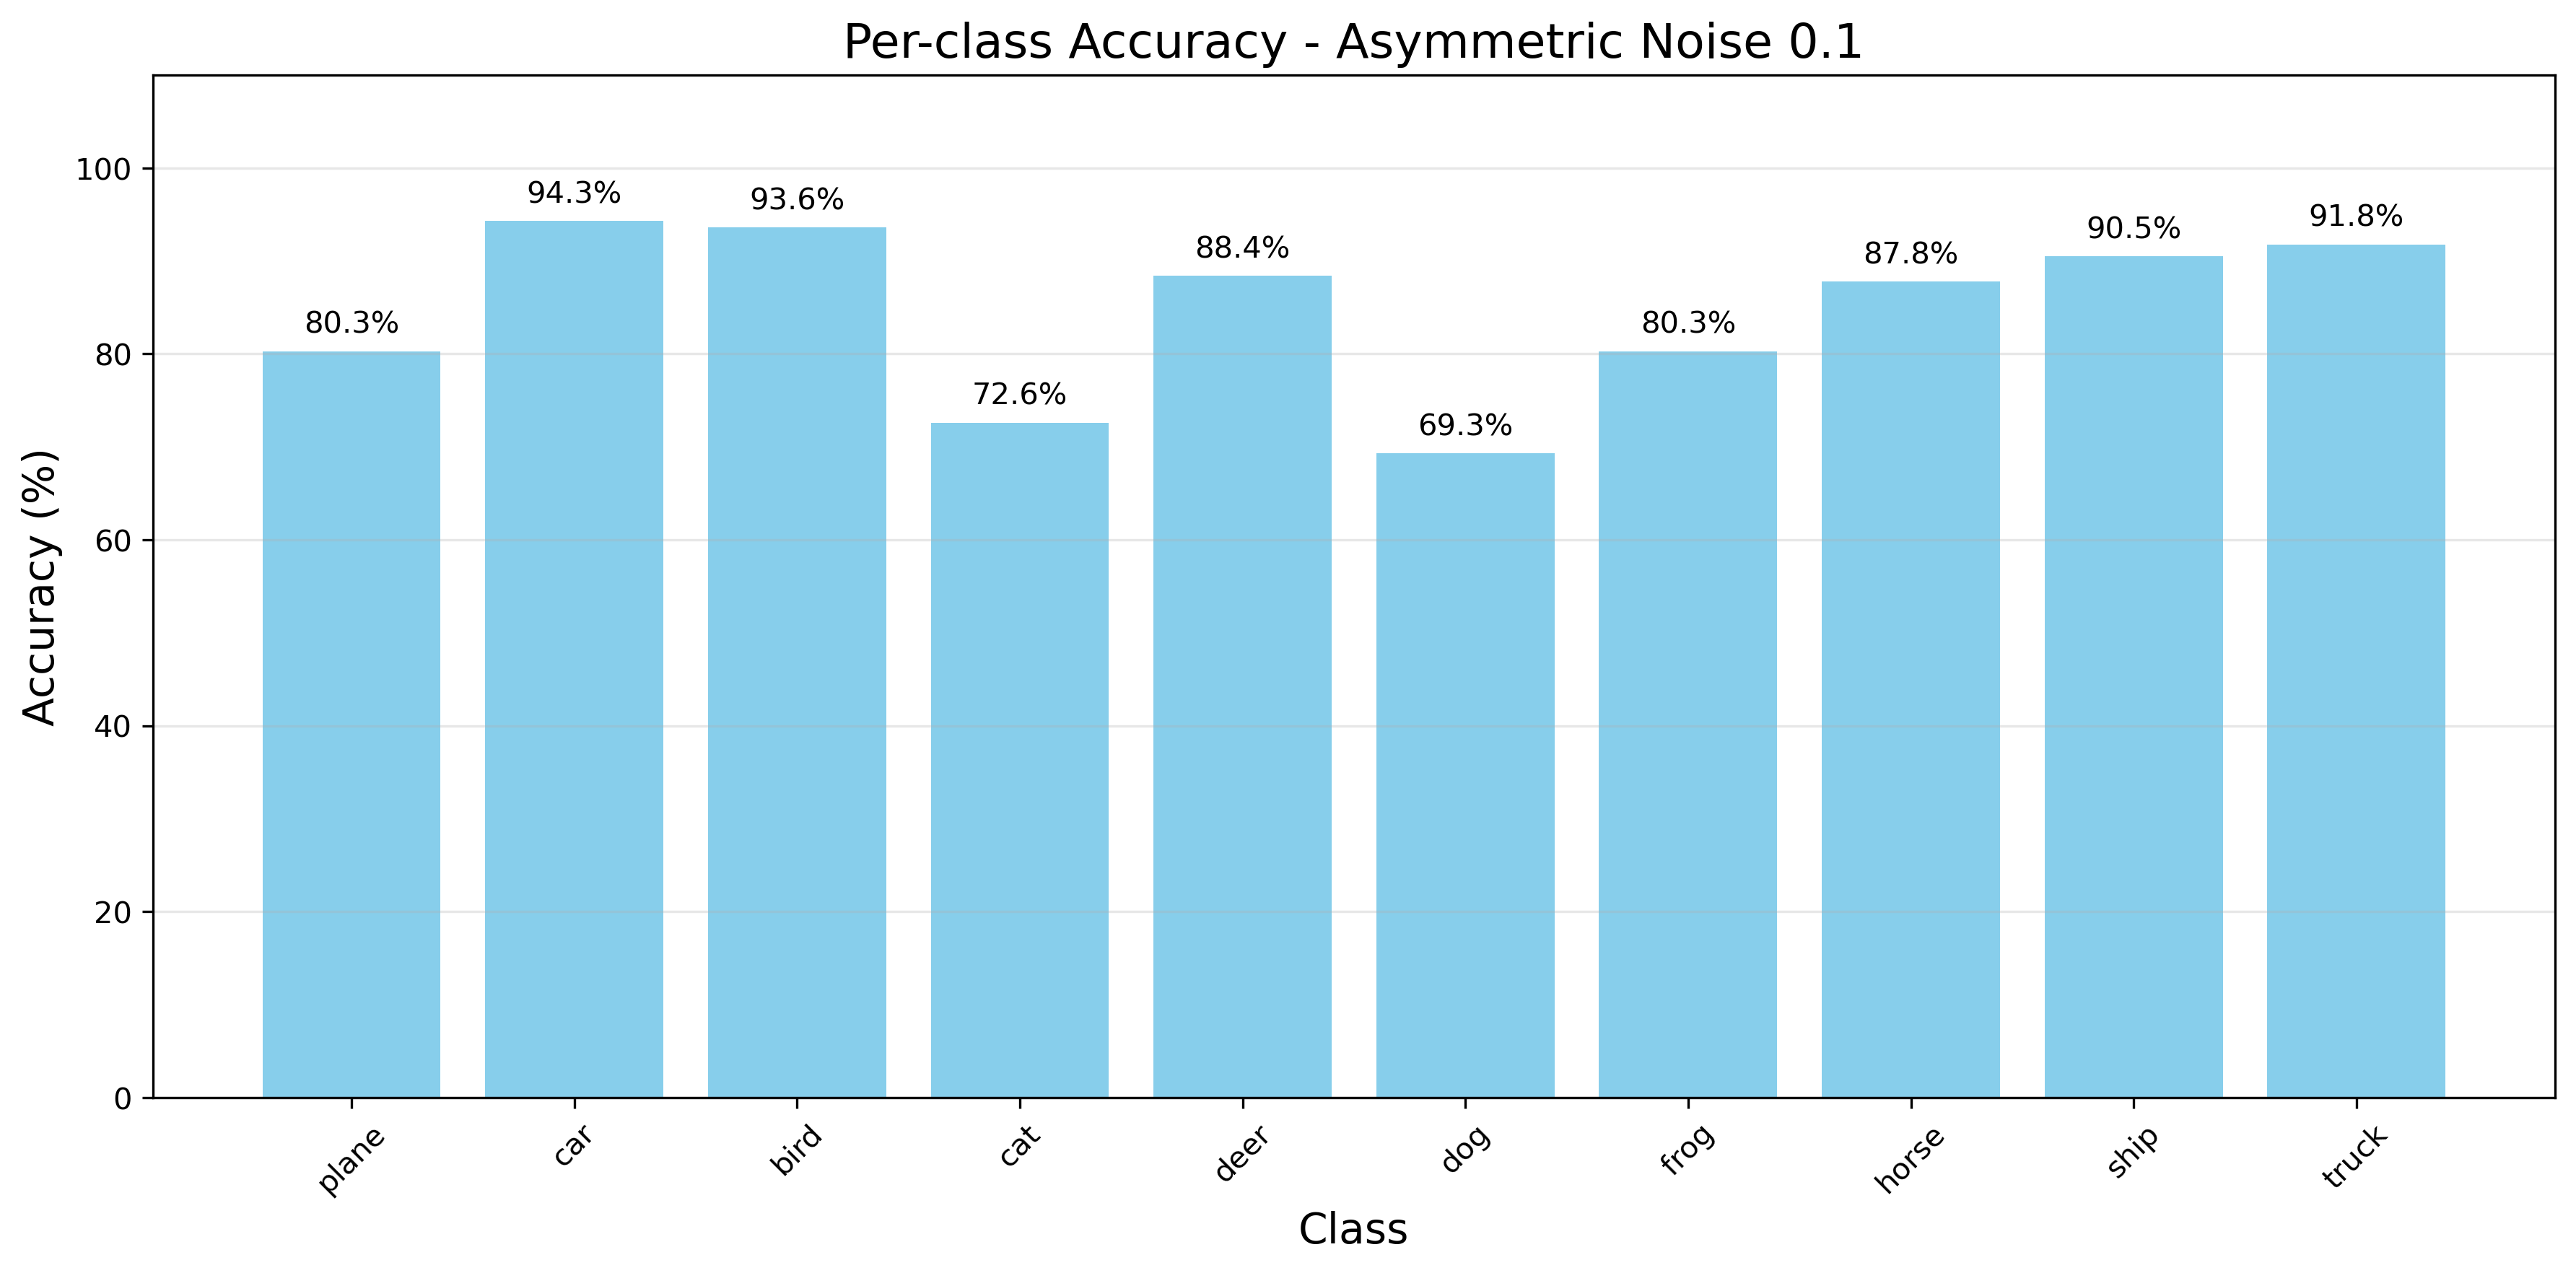 Per-class Accuracy - Asymmetric Noise 0.1
Accuracy (%)
100
80
60
40
20
0
80.3%
94.3%
93.6%
72.6%
88.4%
69.3%
80.3%
87.8%
90.5%
91.8%
plane
car
bird
cat
deer
dog
frog
horse
ship
truck
Class